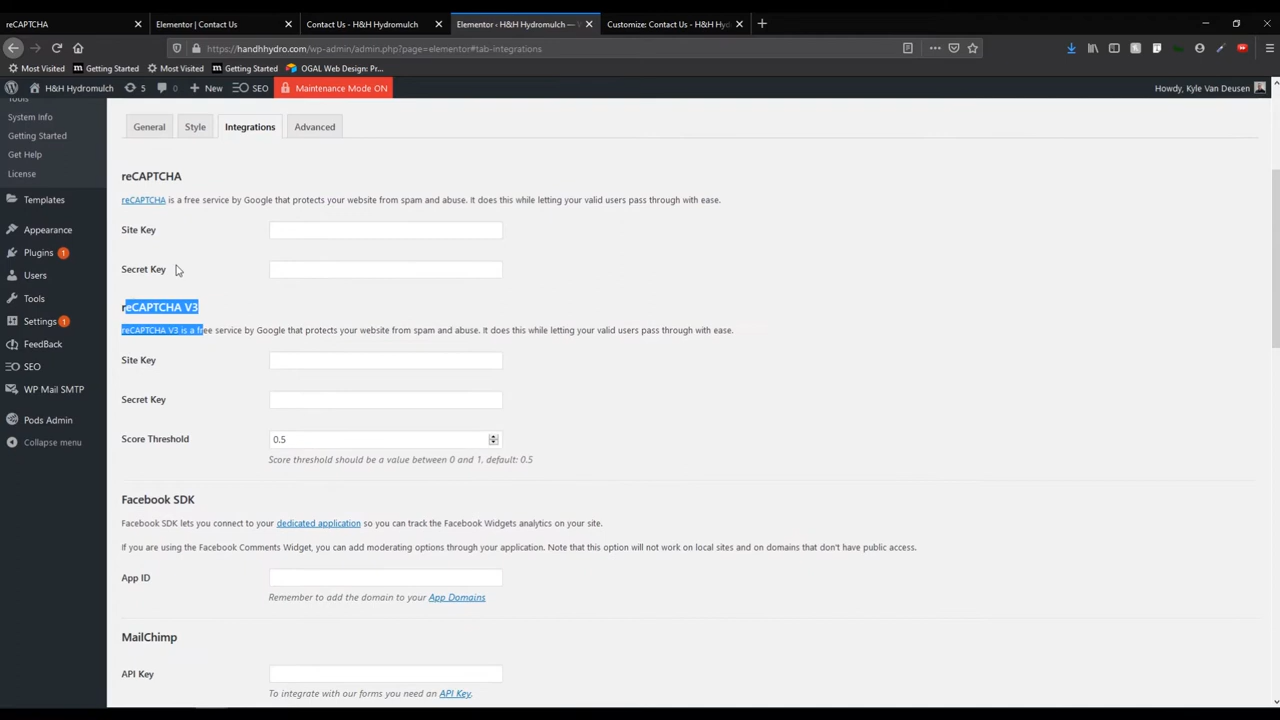 reCAPTCHA
Elementor | Contact Us
Contact Us - H&H Hydromulch
Elementor ‹ H&H Hydromulch —
Customize: Contact Us - H&H Hyd
https://handhhydro.com/wp-admin/admin.php?page=elementor#tab-integrations
Most Visited
Getting Started
Most Visited
Getting Started
OGAL Web Design: Pr...
H&H Hydromulch
5
0
New
SEO
Maintenance Mode ON
Howdy, Kyle Van Deusen
Tools
System Info
Getting Started
Get Help
License
Templates
Appearance
Plugins 1
Users
Tools
Settings 1
FeedBack
SEO
WP Mail SMTP
Pods Admin
Collapse menu
General
Style
Integrations
Advanced
reCAPTCHA
reCAPTCHA is a free service by Google that protects your website from spam and abuse. It does this while letting your valid users pass through with ease.
Site Key
Secret Key
reCAPTCHA V3
reCAPTCHA V3 is a free service by Google that protects your website from spam and abuse. It does this while letting your valid users pass through with ease.
Site Key
Secret Key
Score Threshold
0.5
Score threshold should be a value between 0 and 1, default: 0.5
Facebook SDK
Facebook SDK lets you connect to your dedicated application so you can track the Facebook Widgets analytics on your site.
If you are using the Facebook Comments Widget, you can add moderating options through your application. Note that this option will not work on local sites and on domains that don't have public access.
App ID
Remember to add the domain to your App Domains
MailChimp
API Key
To integrate with our forms you need an API Key.